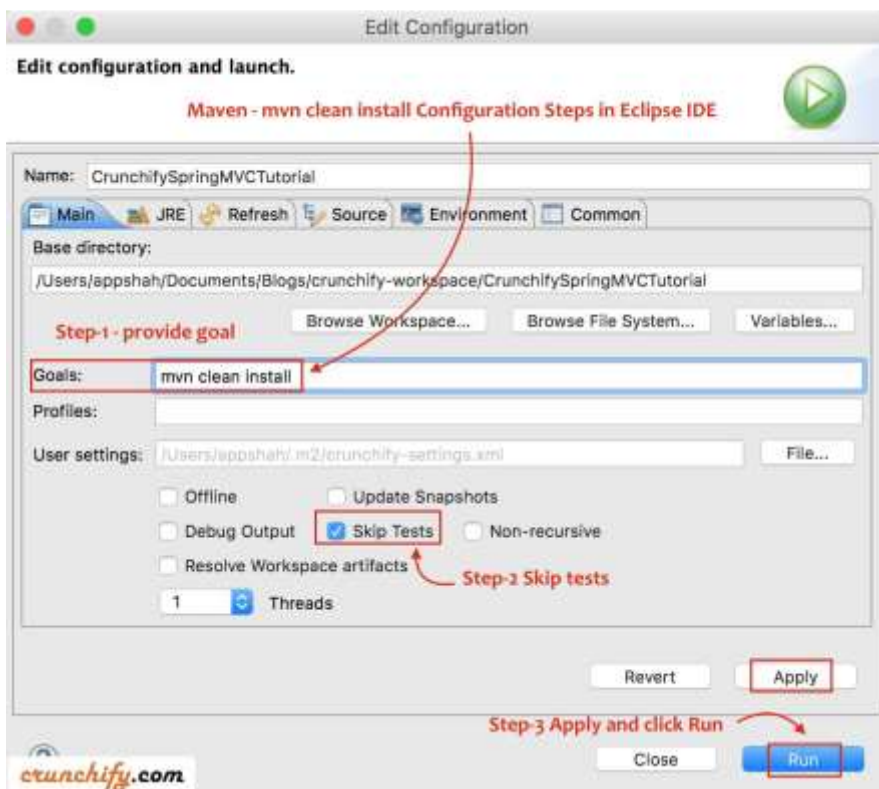 Edit Configuration
Edit configuration and launch.
Maven - mvn clean install Configuration Steps in Eclipse IDE
Name: CrunchifySpringMVCTutorial
Main JRE Refresh Source Environment Common
Base directory:
/Users/appshah/Documents/Blogs/crunchify-workspace/CrunchifySpringMVCTutorial
Step-1 - provide goal
Browse Workspace... Browse File System... Variables...
Goals: mvn clean install
Profiles:
User settings: /Users/appshah/.m2/crunchify-settings.xml File...
Offline Update Snapshots
Debug Output Skip Tests Non-recursive
Resolve Workspace artifacts
Step-2 Skip tests
1 Threads
Revert Apply
Step-3 Apply and click Run
Close Run
crunchify.com